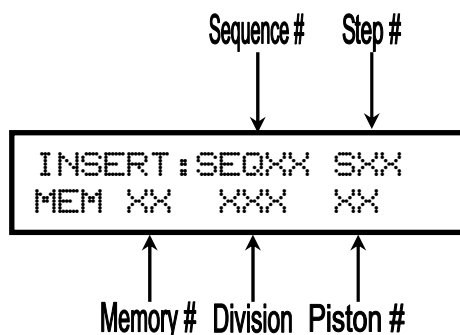 Sequence # Step #
INSERT:SEQXX SXX
MEM XX XXX XX
Memory # Division Piston #